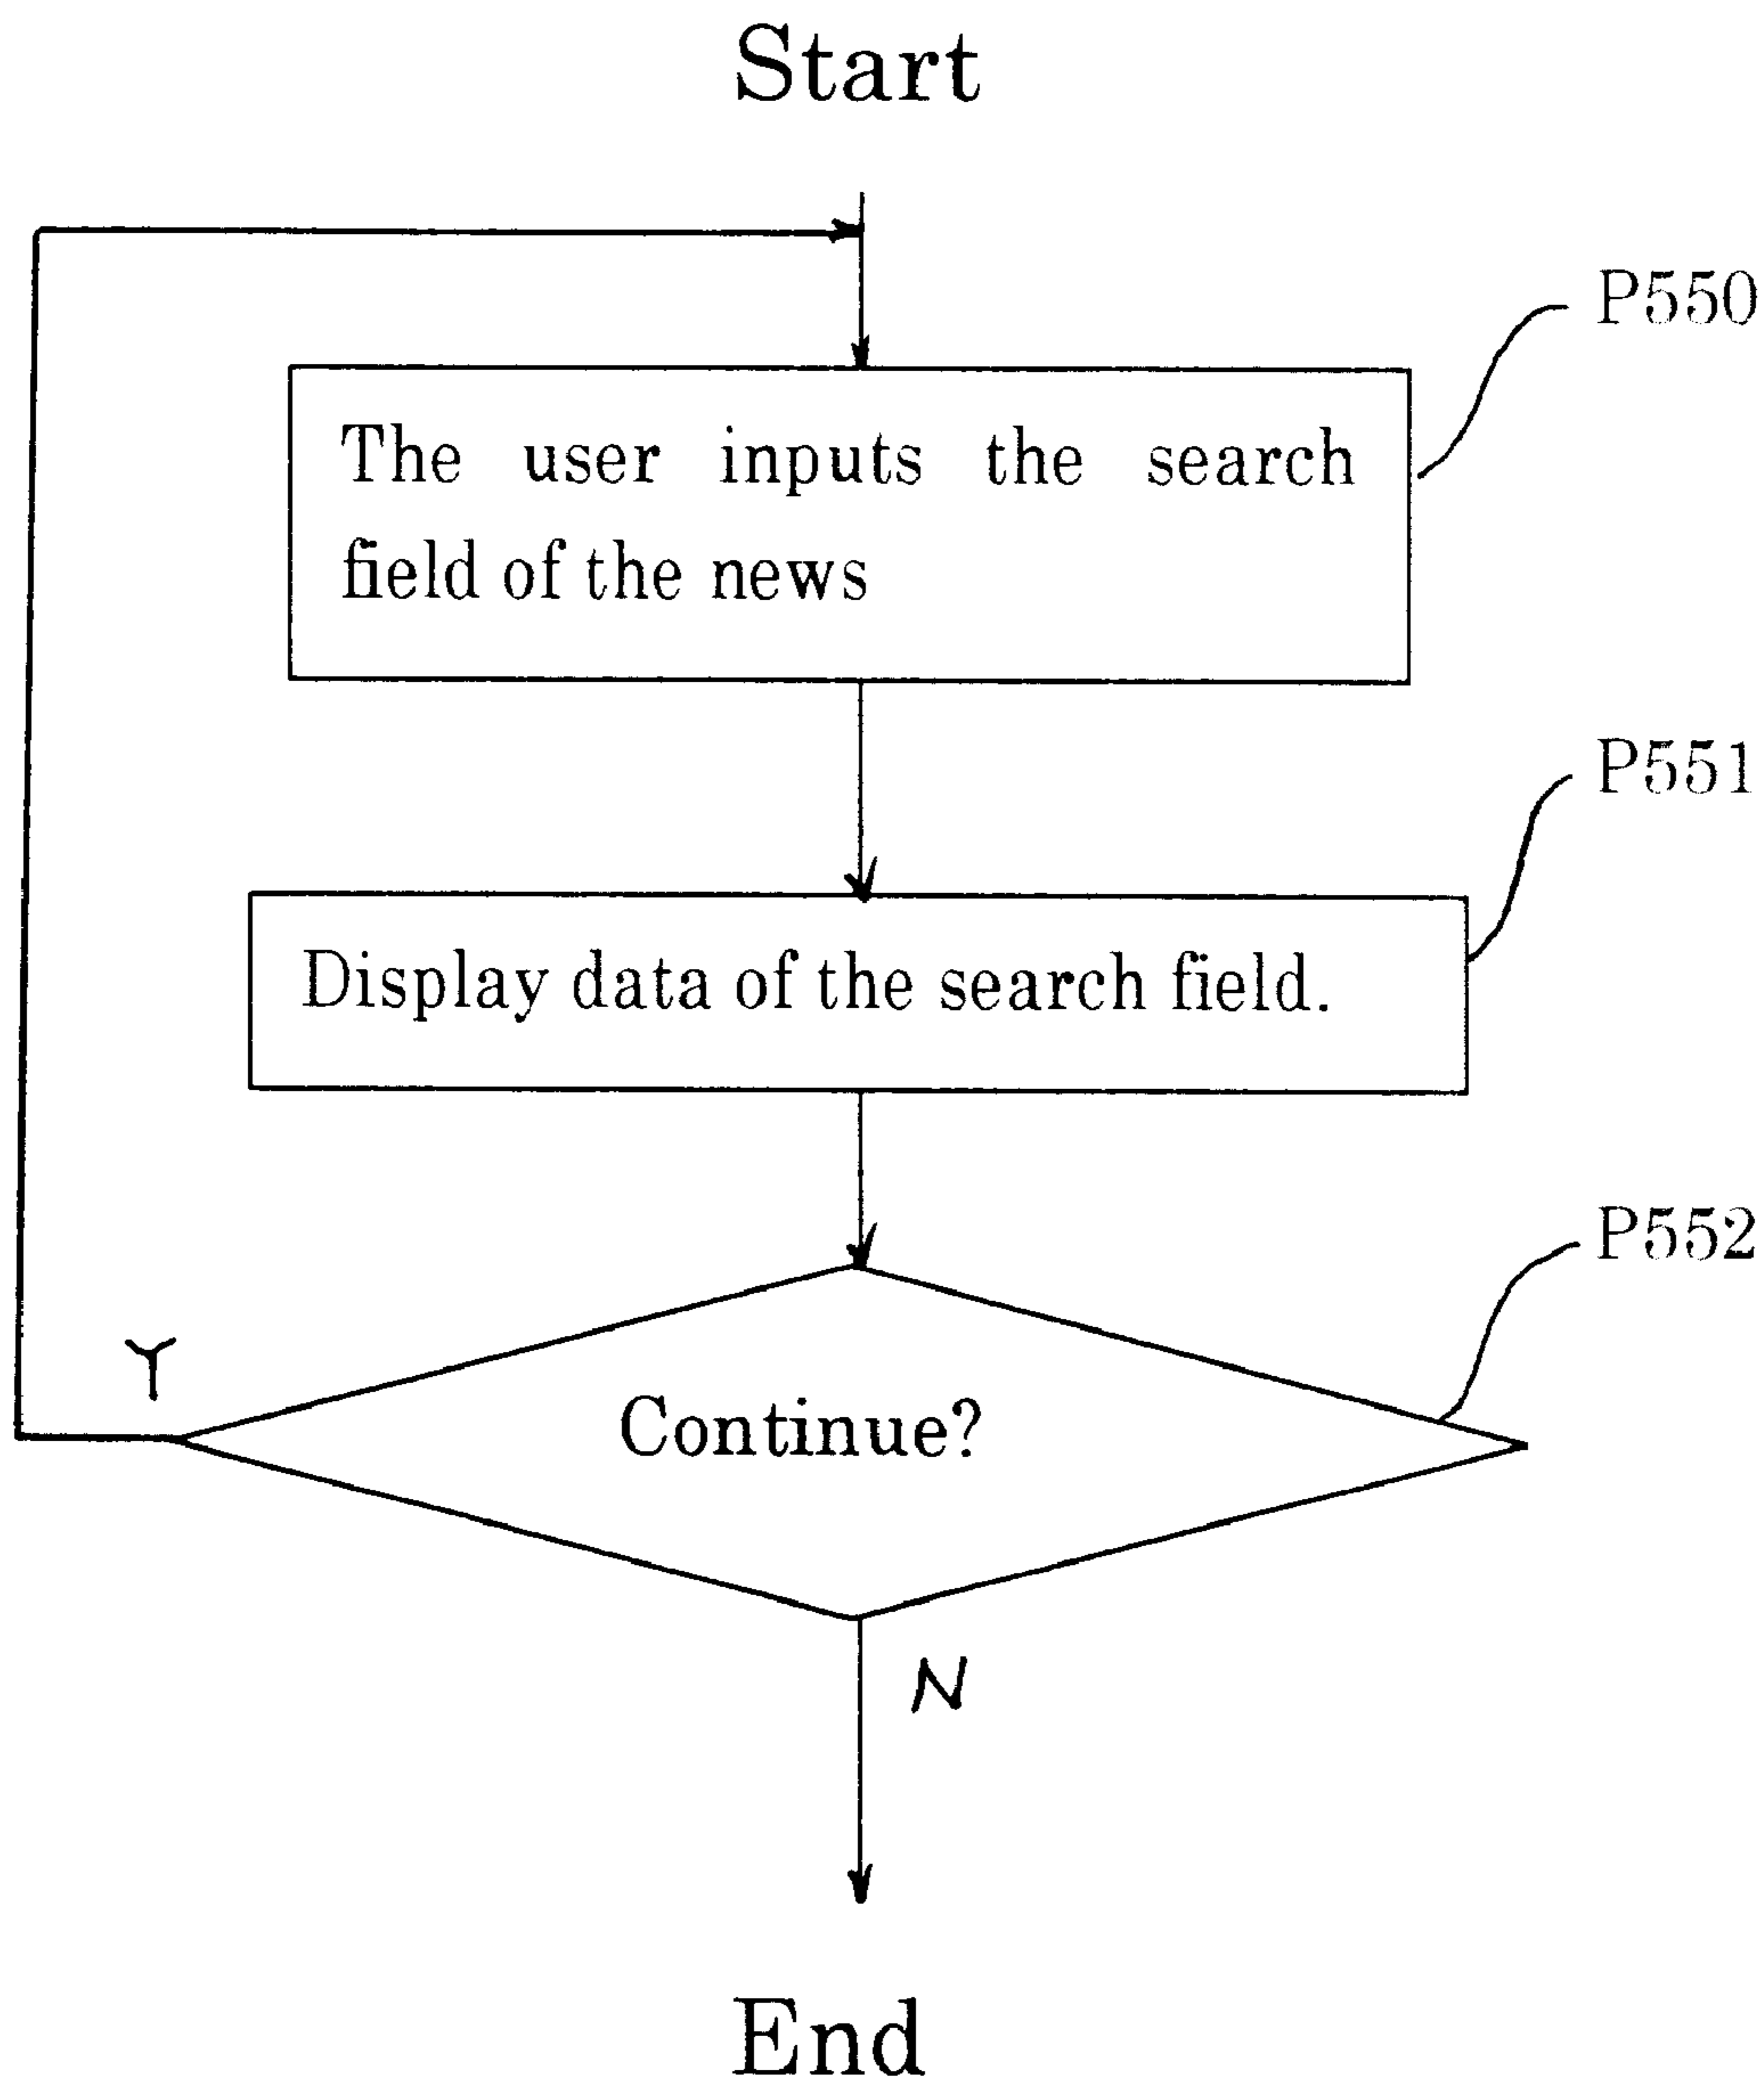 Start
P550
The user inputs the search
field of the news
P551
Display data of the search field.
P552
Y
Continue?
N
End